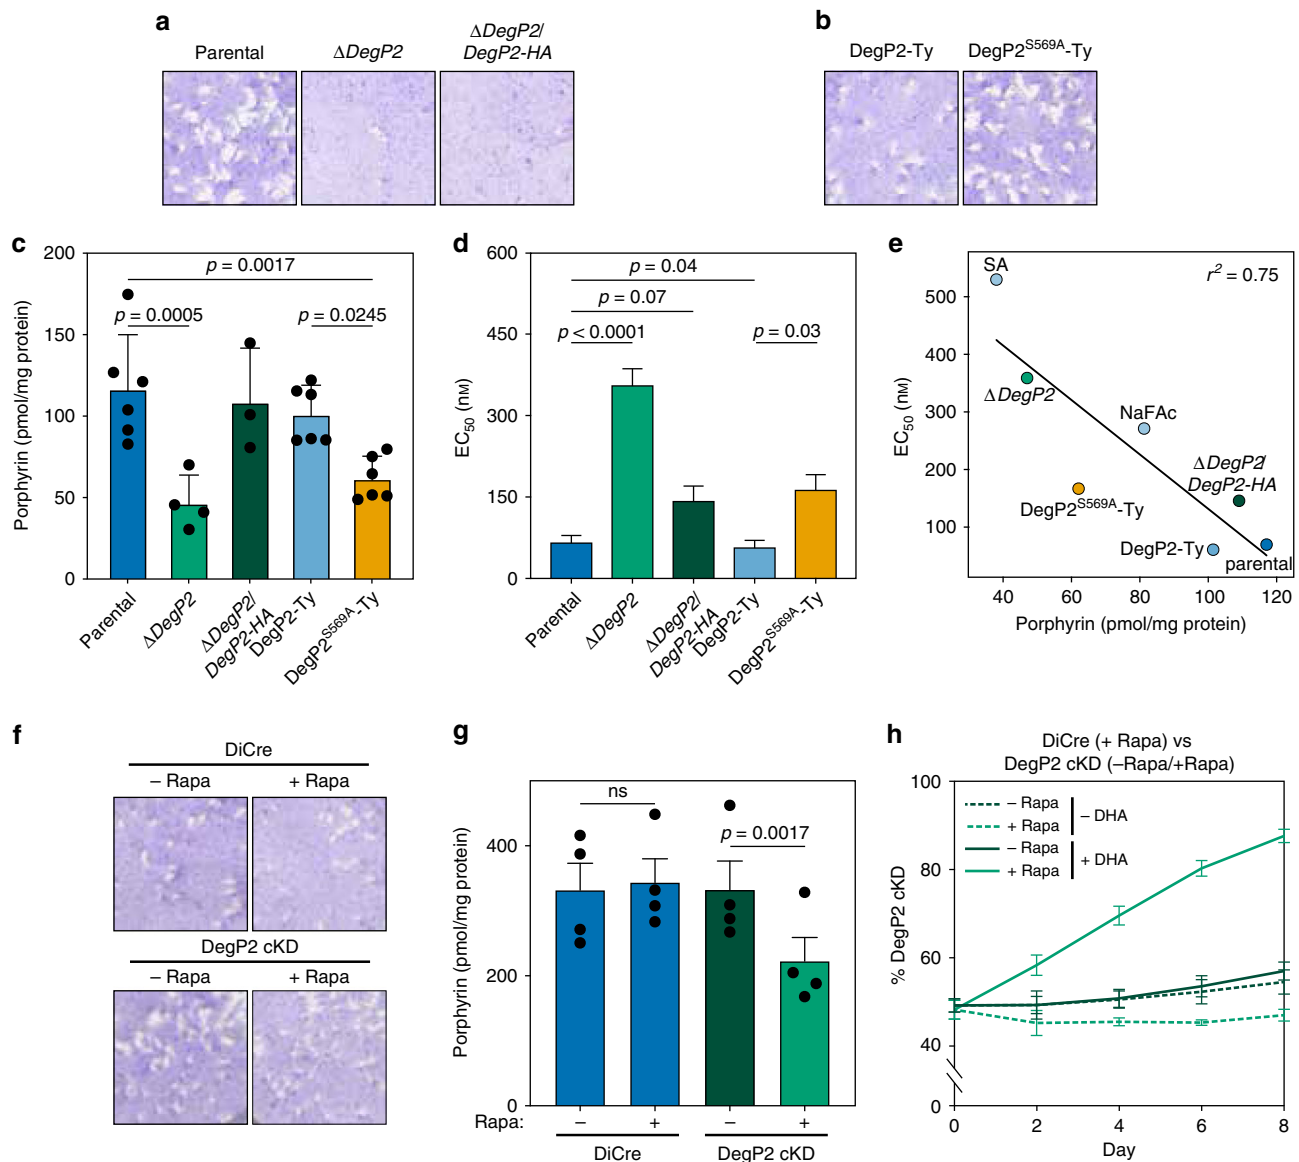 a
Parental
ΔDegP2
ΔDegP2/
DegP2-HA
b
DegP2-Ty
DegP2S569A-Ty
c
Porphyrin (pmol/mg protein)
200
150
100
50
0
p = 0.0017
p = 0.0005
p = 0.0245
Parental
ΔDegP2
ΔDegP2/
DegP2-HA
DegP2-Ty
DegP2S569A-Ty
d
EC50 (nM)
600
450
300
150
0
p = 0.04
p = 0.07
p < 0.0001
p = 0.03
Parental
ΔDegP2
ΔDegP2/
DegP2-HA
DegP2-Ty
DegP2S569A-Ty
e
EC50 (nM)
500
400
300
200
100
SA
r2 = 0.75
ΔDegP2
NaFAc
ΔDegP2/
DegP2-HA
DegP2S569A-Ty
DegP2-Ty
parental
40
60
80
100
120
Porphyrin (pmol/mg protein)
f
DiCre
– Rapa
+ Rapa
DegP2 cKD
– Rapa
+ Rapa
g
Porphyrin (pmol/mg protein)
400
200
0
ns
p = 0.0017
Rapa: – + – +
DiCre
DegP2 cKD
h
DiCre (+ Rapa) vs
DegP2 cKD (–Rapa/+Rapa)
% DegP2 cKD
100
80
60
40
0
– Rapa
+ Rapa
– DHA
– Rapa
+ Rapa
+ DHA
0
2
4
6
8
Day